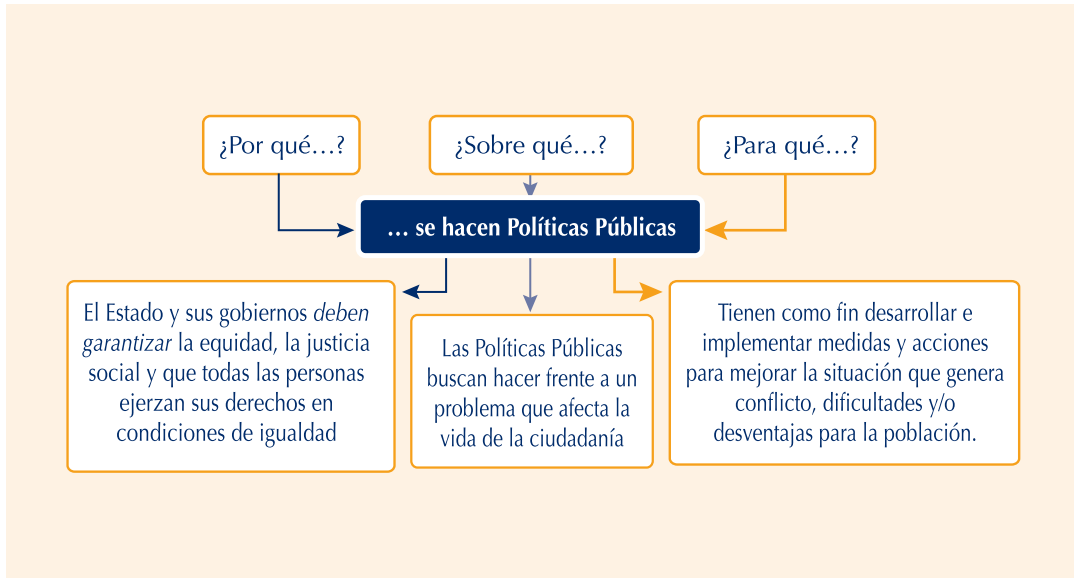 ¿Por qué...?
¿Sobre qué...?
¿Para qué...?
... se hacen Políticas Públicas
El Estado y sus gobiernos deben
garantizar la equidad, la justicia
social y que todas las personas
ejerzan sus derechos en
condiciones de igualdad
Las Políticas Públicas
buscan hacer frente a un
problema que afecta la
vida de la ciudadanía
Tienen como fin desarrollar e
implementar medidas y acciones
para mejorar la situación que genera
conflicto, dificultades y/o
desventajas para la población.